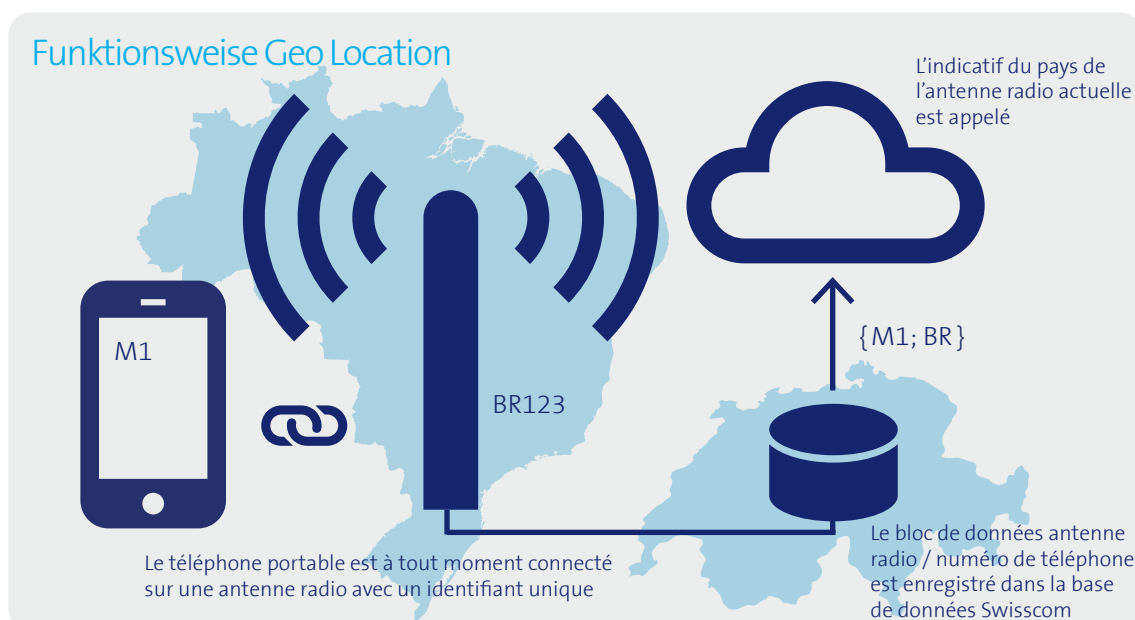 Funktionsweise Geo Location
L'indicatif du pays de
l'antenne radio actuelle
est appelé
M1
BR123
{M1; BR}
Le téléphone portable est à tout moment connecté
sur une antenne radio avec un identifiant unique
Le bloc de données antenne
radio / numéro de téléphone
est enregistré dans la base
de données Swisscom